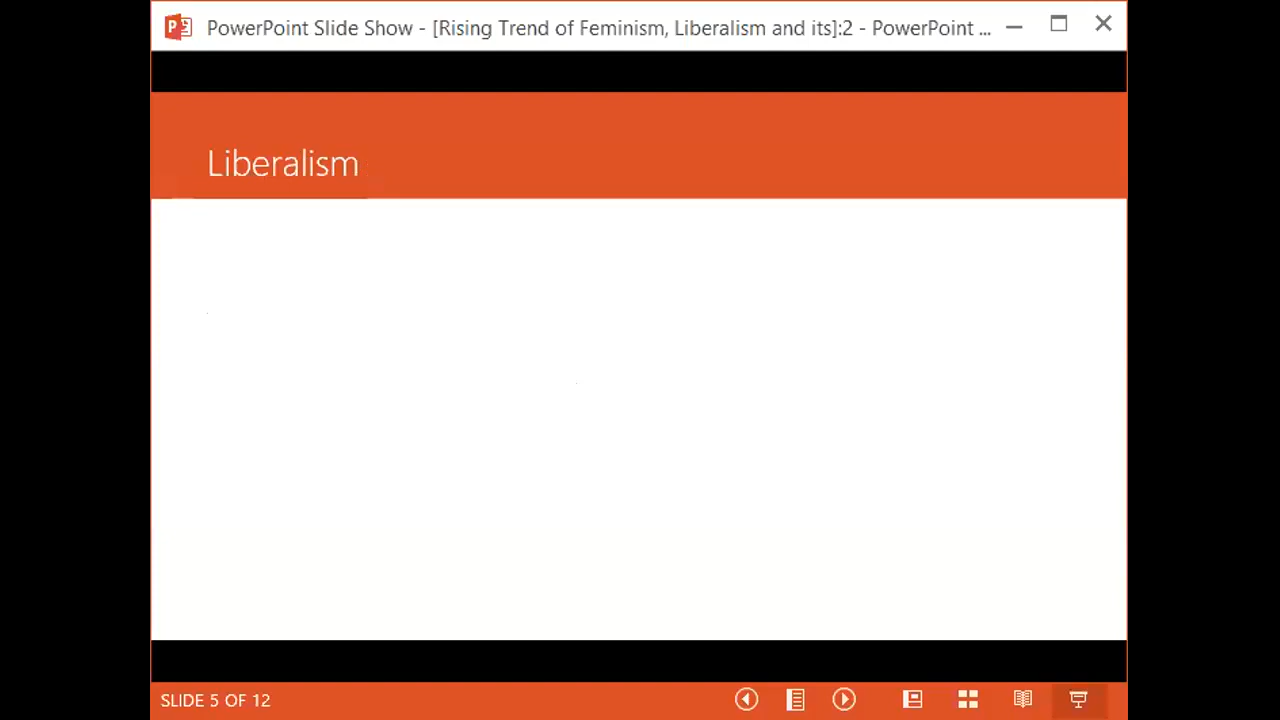 PowerPoint Slide Show - [Rising Trend of Feminism, Liberalism and its]:2 - PowerPoint ...
Liberalism
SLIDE 5 OF 12